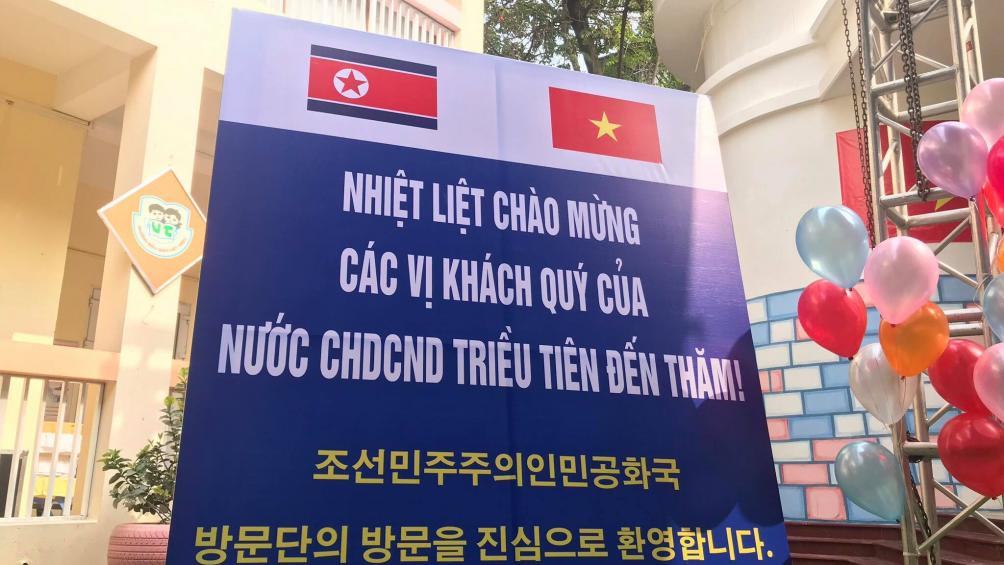 NHIỆT LIỆT CHÀO MỪNG
CÁC VỊ KHÁCH QUÝ CỦA
NƯỚC CHDCND TRIỀU TIÊN ĐẾN THĂM!
조선민주주의인민공화국
방문단의 방문을 진심으로 환영합니다.